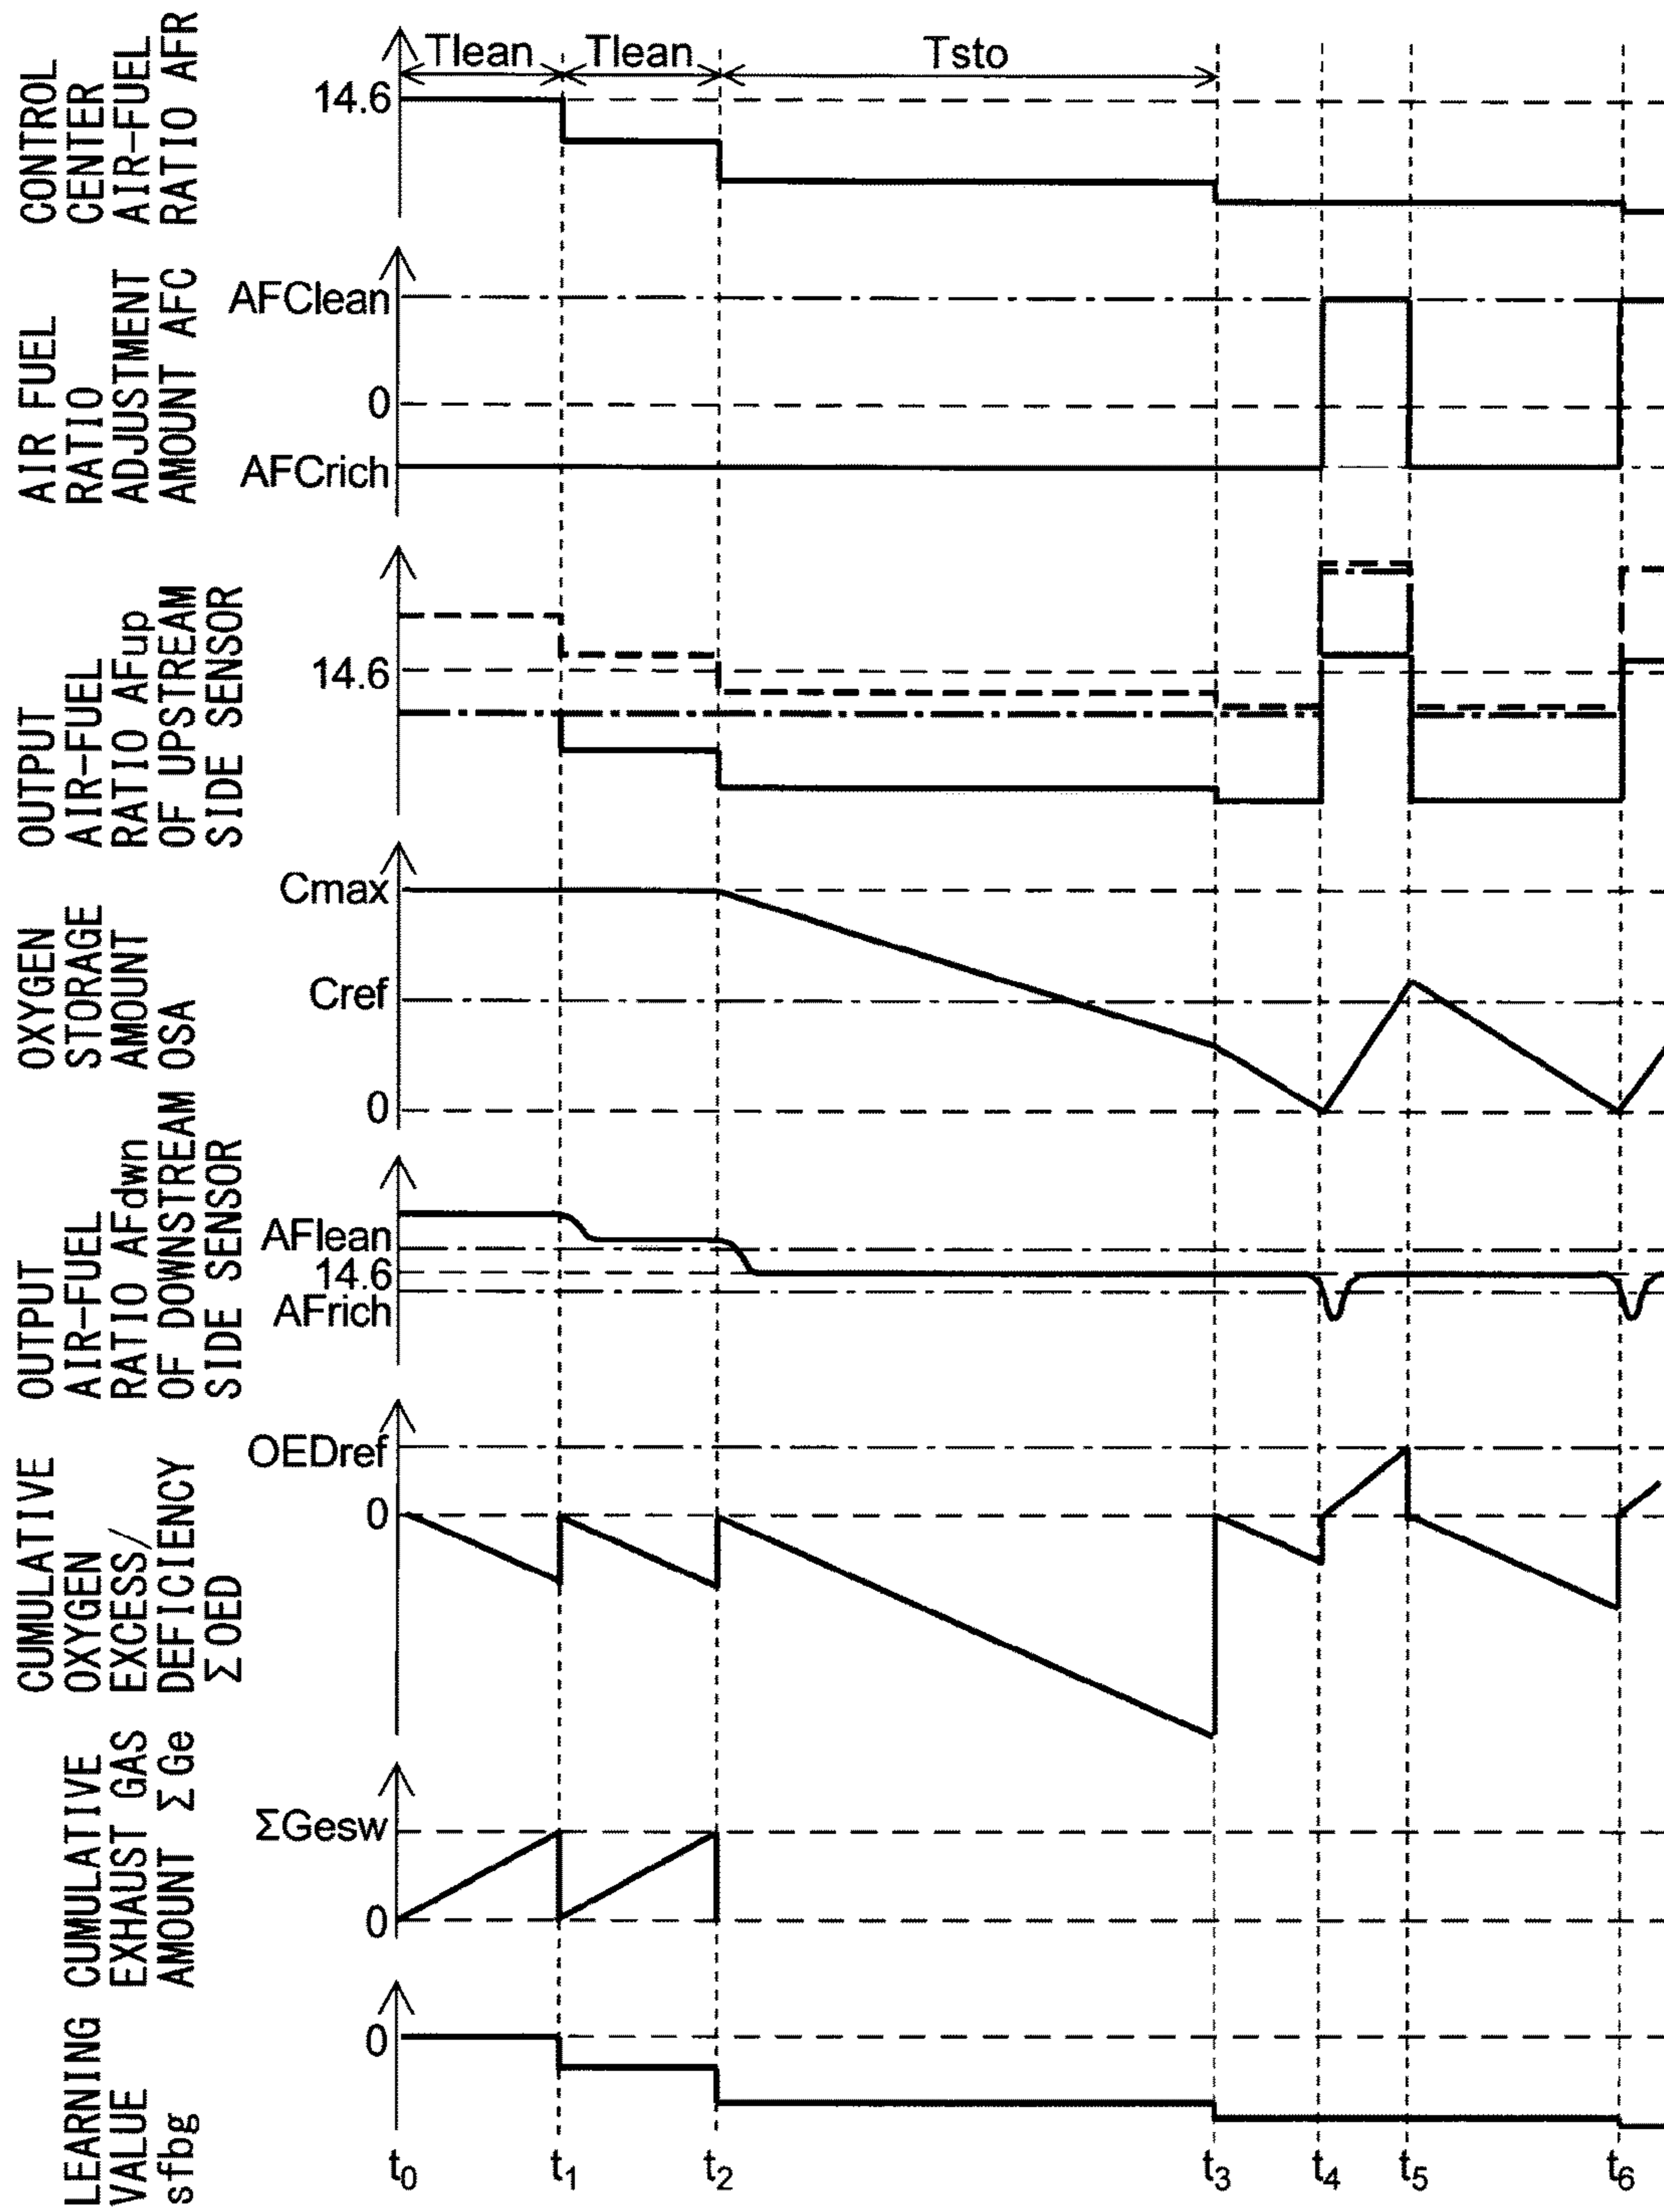 CONTROL
CENTER
AIR-FUEL
RATIO AFR
Tlean
Tlean
Tsto
14.6
AIR FUEL
RATIO
ADJUSTMENT
AMOUNT AFC
AFClean
0
AFCrich
OUTPUT
AIR-FUEL
RATIO AFup
OF UPSTREAM
SIDE SENSOR
14.6
OXYGEN
STORAGE
AMOUNT
OSA
Cmax
Cref
0
OUTPUT
AIR-FUEL
RATIO AFdwn
OF DOWNSTREAM
SIDE SENSOR
AFlean
14.6
AFrich
CUMULATIVE
OXYGEN
EXCESS/
DEFICIENCY
ΣOED
OEDref
0
CUMULATIVE
EXHAUST GAS
AMOUNT ΣGe
ΣGesw
0
LEARNING
VALUE
sfbg
0
t0 t1 t2 t3 t4 t5 t6